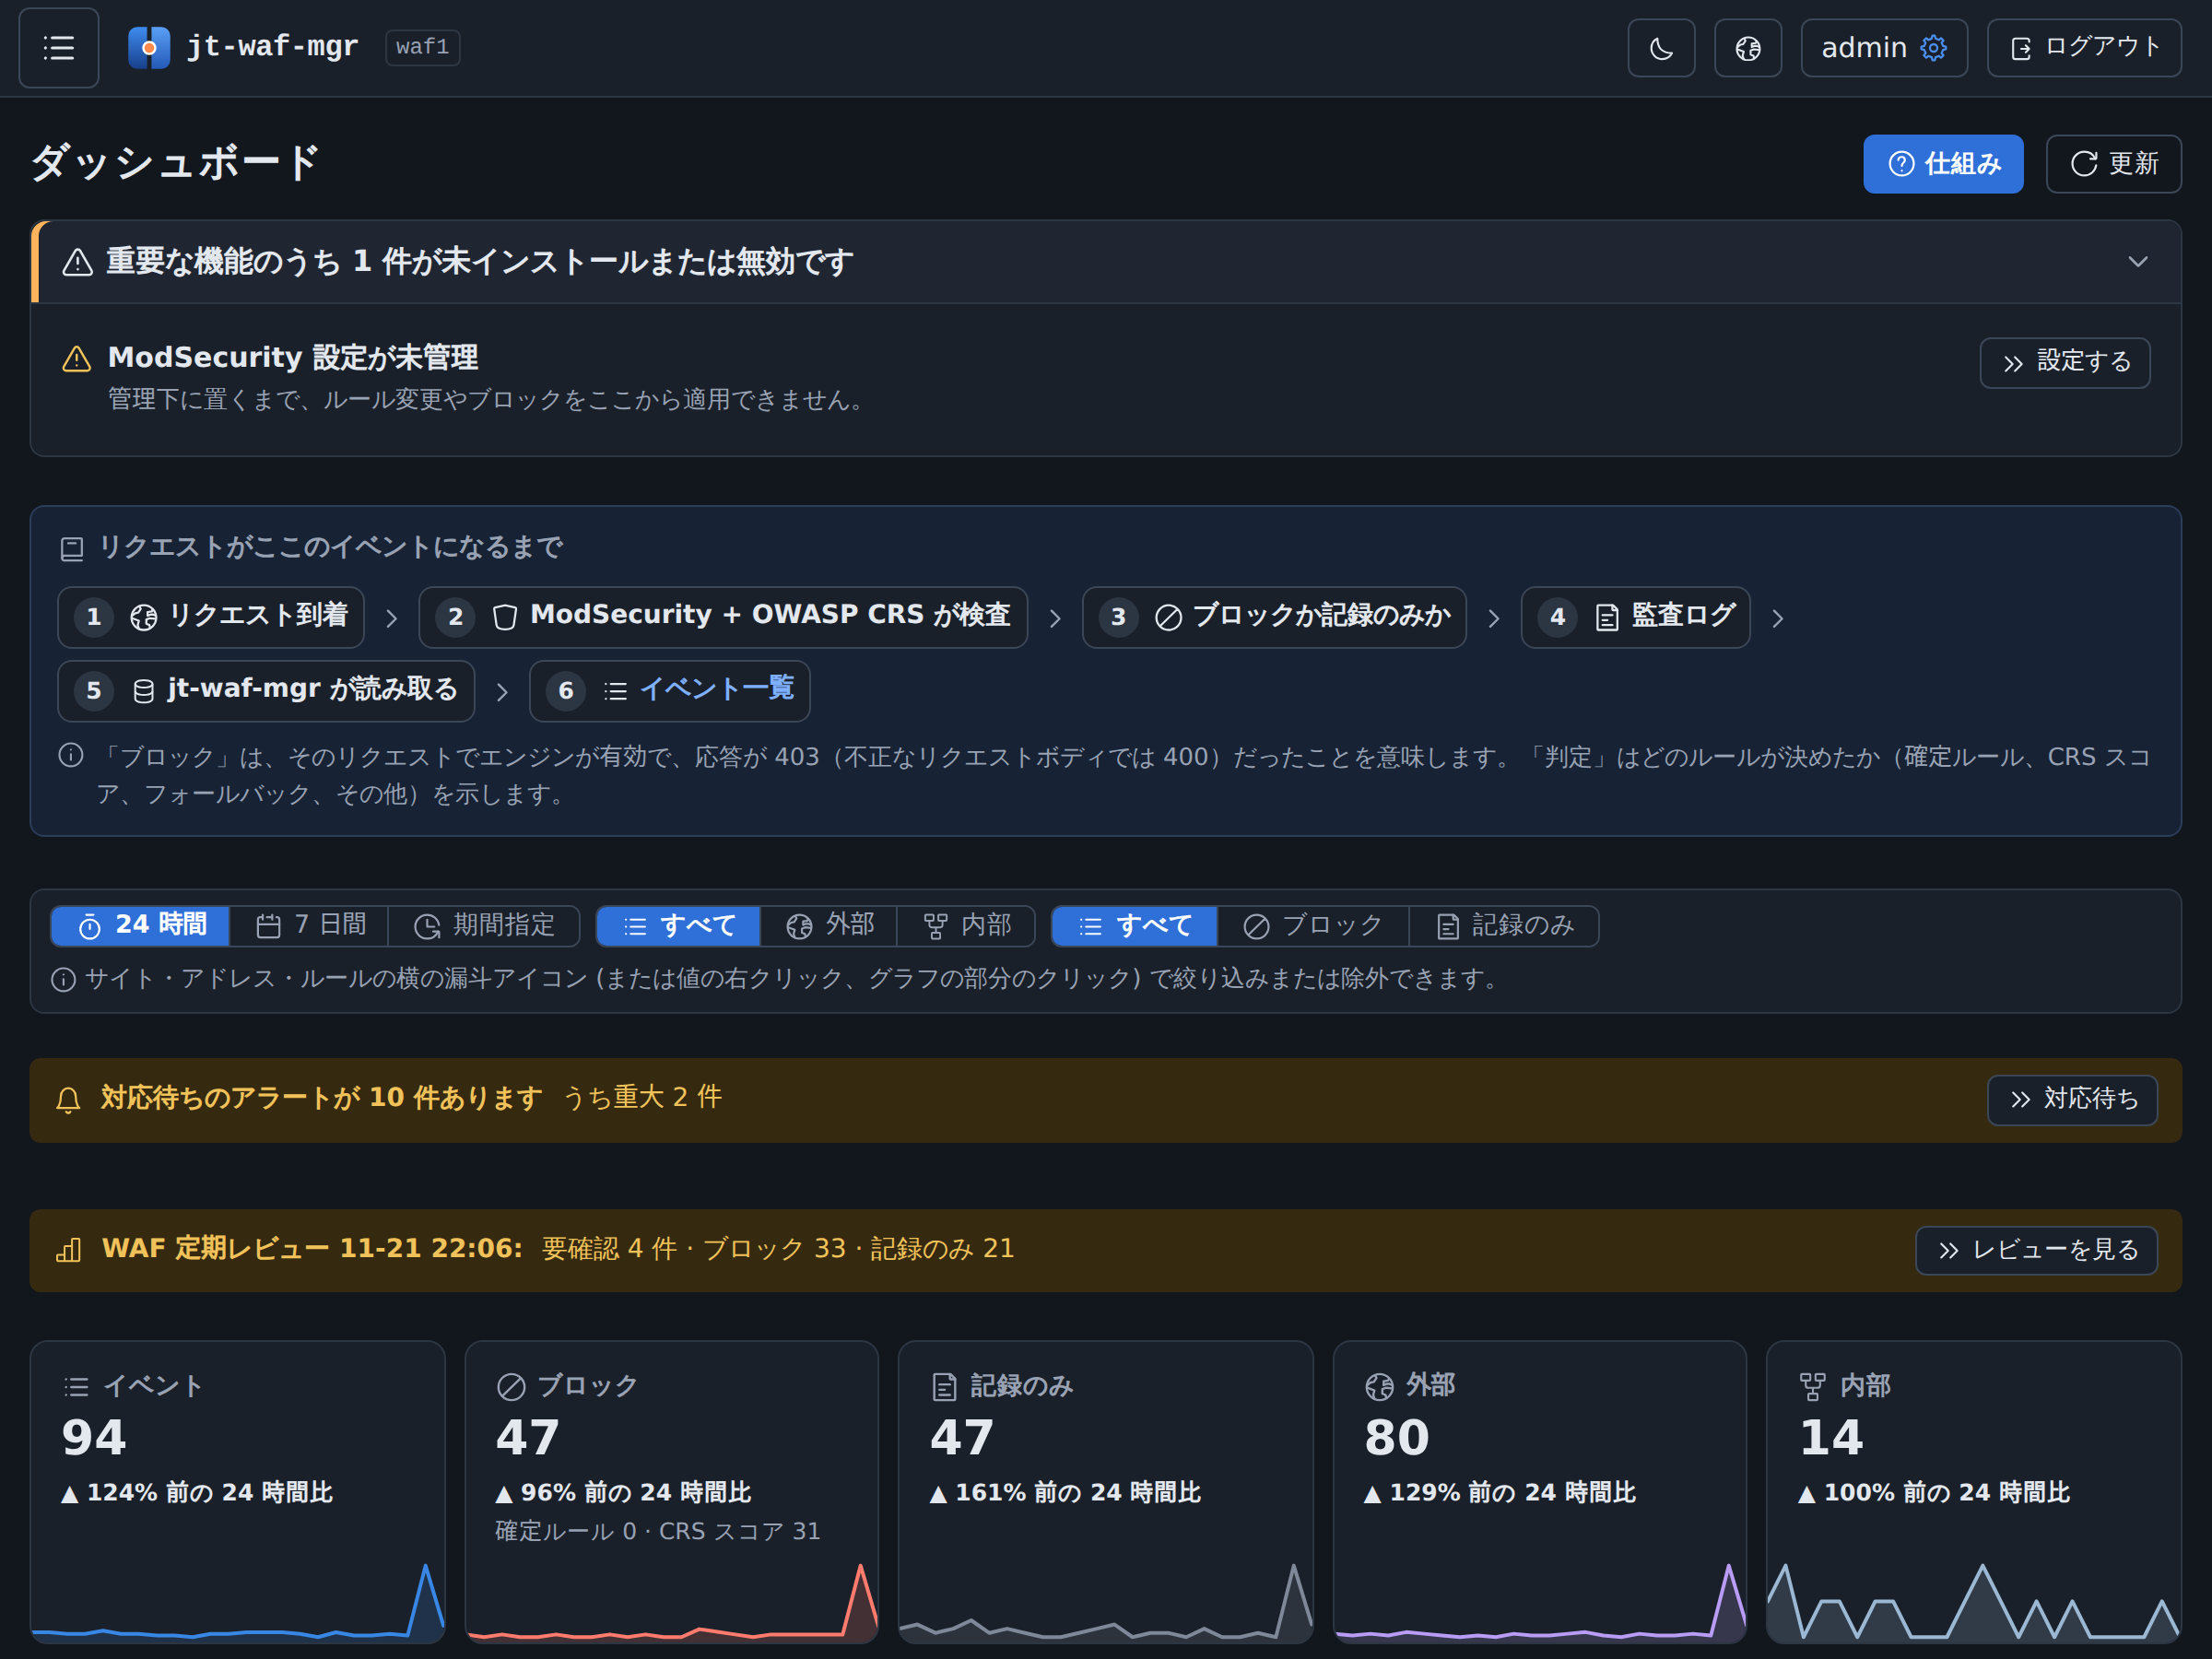 jt-waf-mgr waf1 admin ログアウト
ダッシュボード 仕組み 更新
重要な機能のうち 1 件が未インストールまたは無効です
ModSecurity 設定が未管理 設定する
管理下に置くまで、ルール変更やブロックをここから適用できません。
リクエストがここのイベントになるまで
1 リクエスト到着 2 ModSecurity + OWASP CRS が検査 3 ブロックか記録のみか 4 監査ログ
5 jt-waf-mgr が読み取る 6 イベント一覧
「ブロック」は、そのリクエストでエンジンが有効で、応答が 403（不正なリクエストボディでは 400）だったことを意味します。「判定」はどのルールが決めたか（確定ルール、CRS スコ
ア、フォールバック、その他）を示します。
24 時間 7 日間 期間指定 すべて 外部 内部 すべて ブロック 記録のみ
サイト・アドレス・ルールの横の漏斗アイコン (または値の右クリック、グラフの部分のクリック) で絞り込みまたは除外できます。
対応待ちのアラートが 10 件あります うち重大 2 件 対応待ち
WAF 定期レビュー 11-21 22:06: 要確認 4 件 · ブロック 33 · 記録のみ 21 レビューを見る
イベント ブロック 記録のみ 外部 内部
94 47 47 80 14
▲ 124% 前の 24 時間比 ▲ 96% 前の 24 時間比 ▲ 161% 前の 24 時間比 ▲ 129% 前の 24 時間比 ▲ 100% 前の 24 時間比
確定ルール 0 · CRS スコア 31